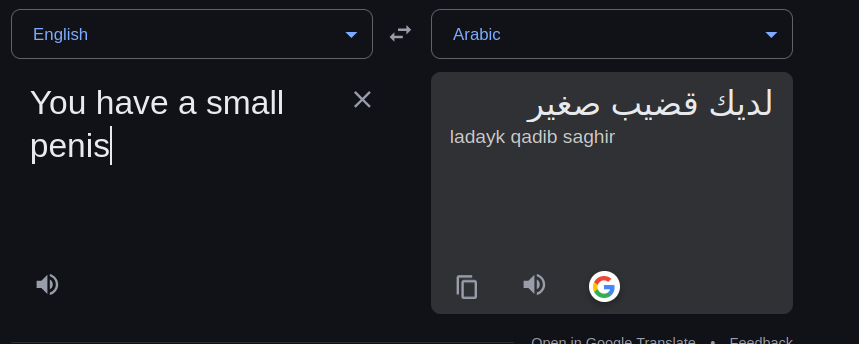 English
Arabic
You have a small
penis
لديك قضيب صغير
ladayk qadib saghir
Open in Google Translate • Feedback